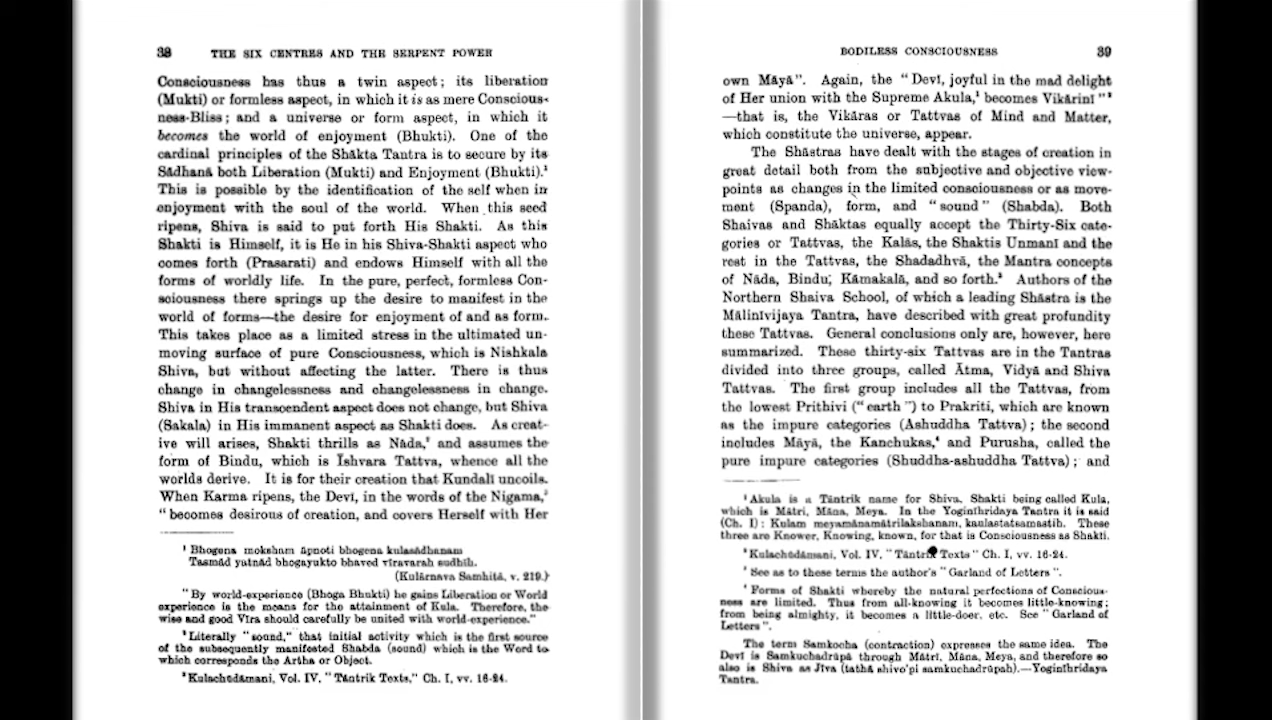 38 THE SIX CENTRES AND THE SERPENT POWER
Consciousness has thus a twin aspect; its liberation
(Mukti) or formless aspect, in which it is as mere Conscious-
ness-Bliss; and a universe or form aspect, in which it
becomes the world of enjoyment (Bhukti). One of the
cardinal principles of the Shākta Tantra is to secure by its
Sādhanā both Liberation (Mukti) and Enjoyment (Bhukti).¹
This is possible by the identification of the self when in
enjoyment with the soul of the world. When this seed
ripens, Shiva is said to put forth His Shakti. As this
Shakti is Himself, it is He in his Shiva-Shakti aspect who
comes forth (Prasarati) and endows Himself with all the
forms of worldly life. In the pure, perfect, formless Con-
sciousness there springs up the desire to manifest in the
world of forms—the desire for enjoyment of and as form.
This takes place as a limited stress in the ultimated un-
moving surface of pure Consciousness, which is Nishkala
Shiva, but without affecting the latter. There is thus
change in changelessness and changelessness in change.
Shiva in His transcendent aspect does not change, but Shiva
(Sakala) in His immanent aspect as Shakti does. As creat-
ive will arises, Shakti thrills as Nāda,² and assumes the
form of Bindu, which is Īshvara Tattva, whence all the
worlds derive. It is for their creation that Kundalī uncoils.
When Karma ripens, the Devī, in the words of the Nigama,³
"becomes desirous of creation, and covers Herself with Her
¹ Bhogena moksham āpnoti bhogena kulasādhanam
Tasmād yatnād bhogayukto bhaved vīravarah sudhīh.
(Kulārnava Samhitā, v. 219.)
"By world-experience (Bhoga Bhukti) he gains Liberation or World
experience is the means for the attainment of Kula. Therefore, the
wise and good Vīra should carefully be united with world-experience."
² Literally "sound," that initial activity which is the first source
of the subsequently manifested Shabda (sound) which is the Word to
which corresponds the Artha or Object.
³ Kulachūdāmani, Vol. IV, "Tāntrik Texts," Ch. I, vv. 16-24.
BODILESS CONSCIOUSNESS 39
own Māyā". Again, the "Devī, joyful in the mad delight
of Her union with the Supreme Akula,¹ becomes Vikārinī"²
—that is, the Vikāras or Tattvas of Mind and Matter,
which constitute the universe, appear.
The Shāstras have dealt with the stages of creation in
great detail both from the subjective and objective view-
points as changes in the limited consciousness or as move-
ment (Spanda), form, and "sound" (Shabda). Both
Shaivas and Shāktas equally accept the Thirty-Six cate-
gories or Tattvas, the Kalās, the Shaktis Unmanī and the
rest in the Tattvas, the Shadadhvā, the Mantra concepts
of Nāda, Bindu, Kāmakalā, and so forth.³ Authors of the
Northern Shaiva School, of which a leading Shāstra is the
Mālinīvijaya Tantra, have described with great profundity
these Tattvas. General conclusions only are, however, here
summarized. These thirty-six Tattvas are in the Tantras
divided into three groups, called Ātma, Vidyā and Shiva
Tattvas. The first group includes all the Tattvas, from
the lowest Prithivi ("earth") to Prakriti, which are known
as the impure categories (Ashuddha Tattva); the second
includes Māyā, the Kanchukas,⁴ and Purusha, called the
pure impure categories (Shuddha-ashuddha Tattva); and
¹ Akula is a Tāntrik name for Shiva, Shakti being called Kula,
which is Mātri, Māna, Meya. In the Yoginīhridaya Tantra it is said
(Ch. I): Kulam meyamānamātrilakshanam, kaulastatsamastih. These
three are Knower, Knowing, known, for that is Consciousness as Shakti.
² Kulachūdāmani, Vol. IV, "Tāntrik Texts" Ch. I, vv. 16-24.
³ See as to these terms the author's "Garland of Letters".
⁴ Forms of Shakti whereby the natural perfections of Conscious-
ness are limited. Thus from all-knowing it becomes little-knowing;
from being almighty, it becomes a little-doer, etc. See "Garland of
Letters".
The term Samkocha (contraction) expresses the same idea. The
Devī is Samkuchadrūpā through Mātri, Māna, Meya, and therefore so
also is Shiva as Jīva (tathā shivo'pi samkuchadrūpah).—Yoginīhridaya
Tantra.